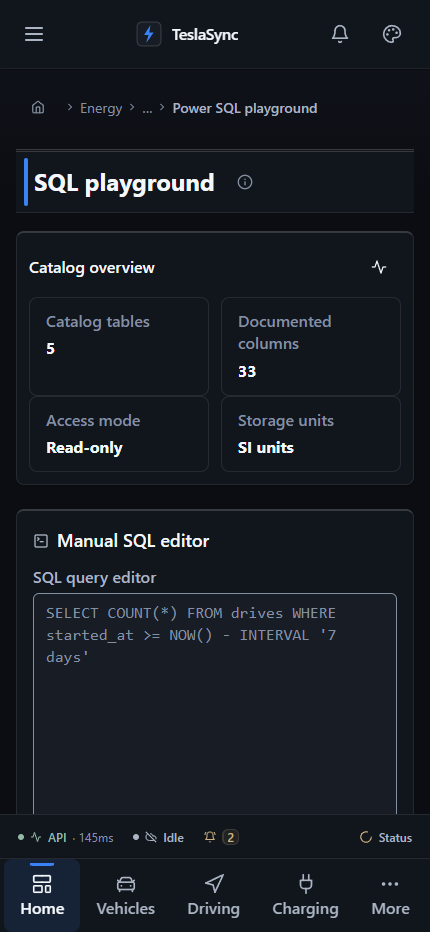 TeslaSync
Energy
...
Power SQL playground
SQL playground
Catalog overview
Catalog tables
5
Documented
columns
33
Access mode
Read-only
Storage units
SI units
Manual SQL editor
SQL query editor
SELECT COUNT(*) FROM drives WHERE
started_at >= NOW() - INTERVAL '7
days'
API · 145ms
Idle
2
Status
Home
Vehicles
Driving
Charging
More